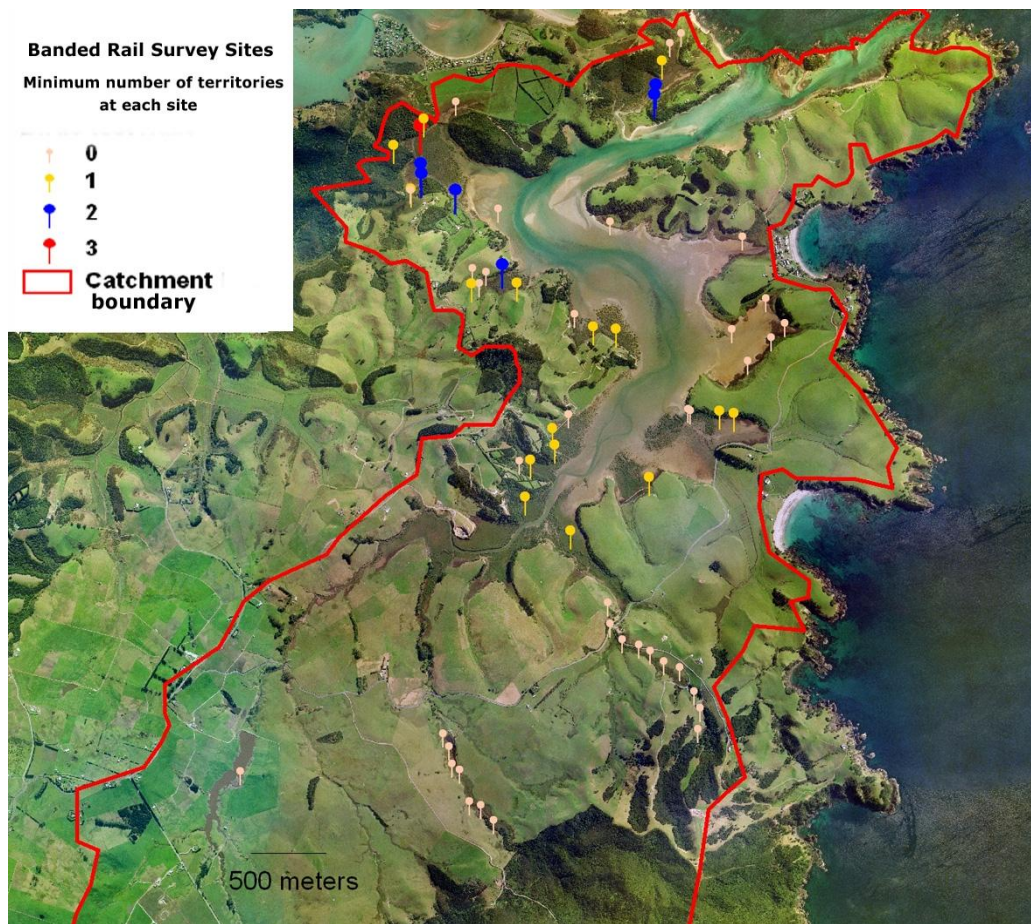 Banded Rail Survey Sites
Minimum number of territories
at each site
0
1
2
3
Catchment
boundary
500 meters